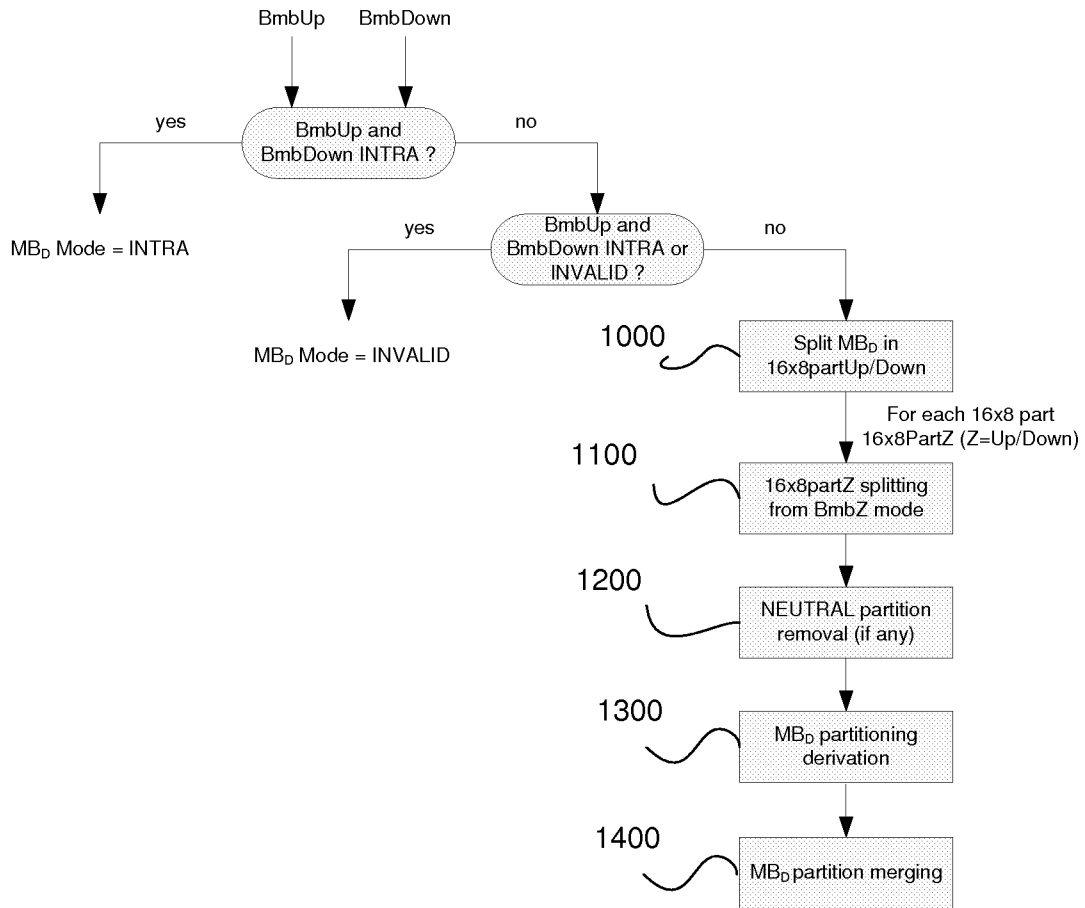 BmbUp BmbDown
yes
BmbUp and
BmbDown INTRA ?
no
MBD Mode = INTRA
yes
BmbUp and
BmbDown INTRA or
INVALID ?
no
MBD Mode = INVALID
1000
Split MBD in
16x8partUp/Down
For each 16x8 part
16x8PartZ (Z=Up/Down)
1100
16x8partZ splitting
from BmbZ mode
1200
NEUTRAL partition
removal (if any)
1300
MBD partitioning
derivation
1400
MBD partition merging